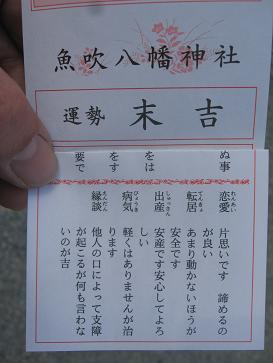 魚吹八幡神社
運勢 末吉
ぬ事
をは
をす
要で
恋愛 片思いです 諦めるの
が良い
転居 あまり動かないほうが
安全です
出産 安産です安心してよろ
しい
病気 軽くはありませんが治
ります
縁談 他人の口によって支障
が起こるが何も言わな
いのが吉